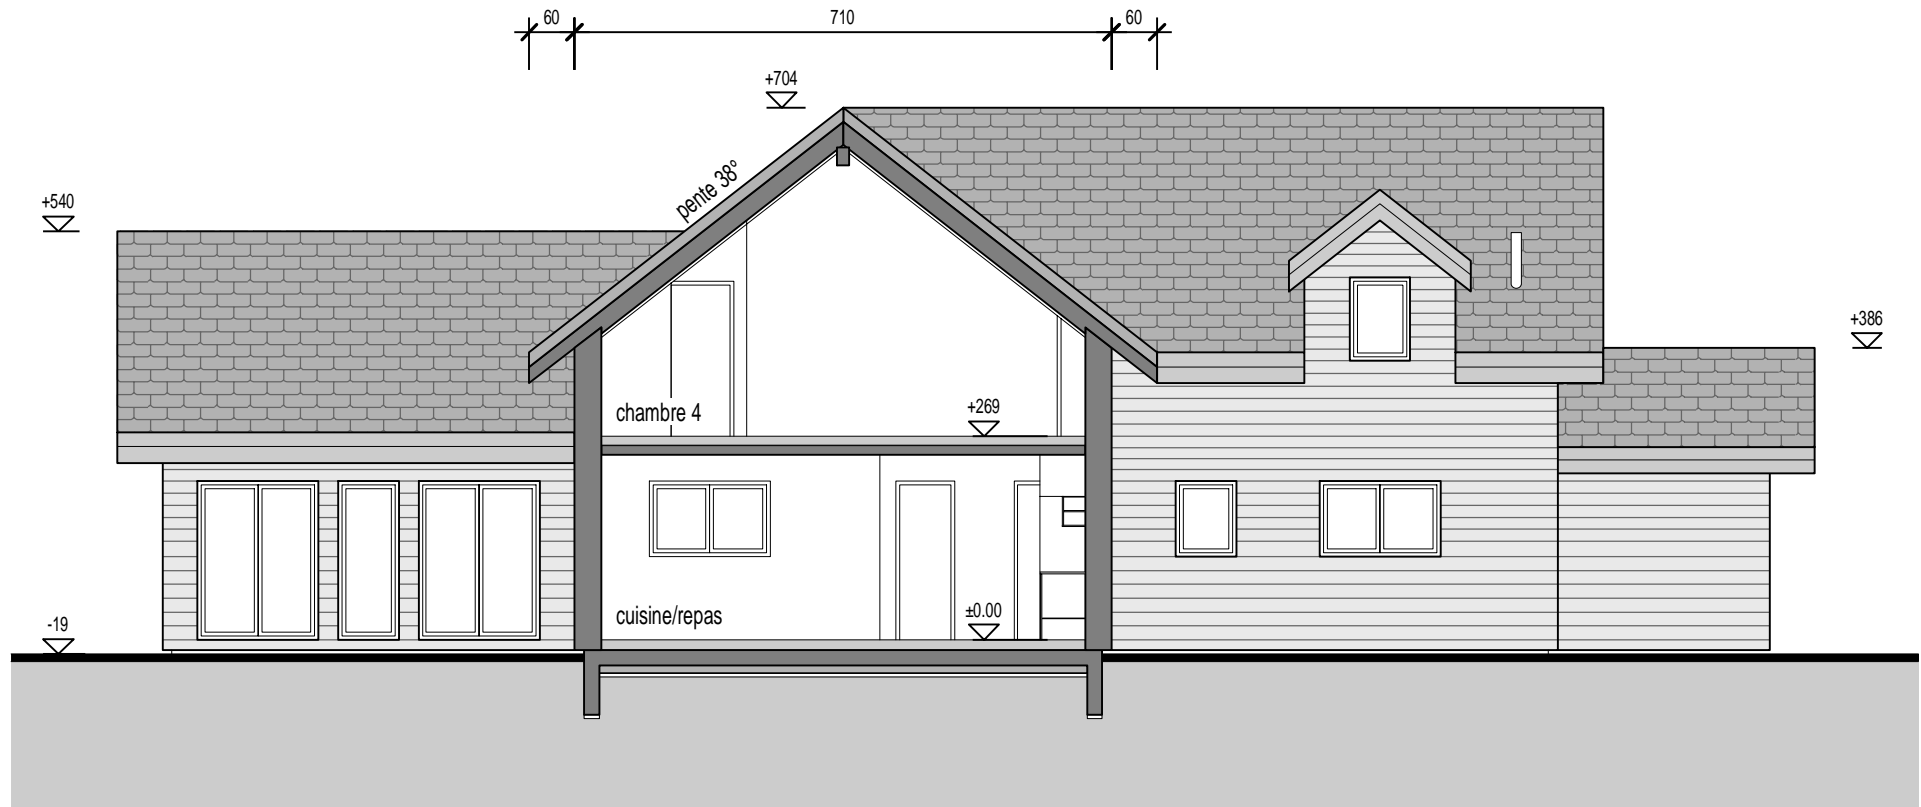 60 710 60
+704
pente 38°
+540
+386
chambre 4
+269
cuisine/repas
±0.00
-19